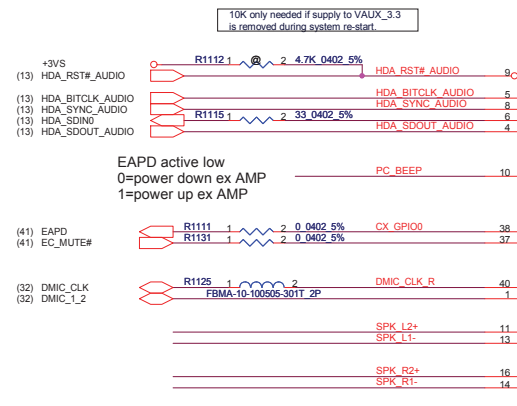 10K only needed if supply to VAUX_3.3
is removed during system re-start.
+3VS R1112 1 @ 2 4.7K_0402_5%
(13) HDA_RST#_AUDIO HDA_RST#_AUDIO 9
(13) HDA_BITCLK_AUDIO HDA_BITCLK_AUDIO 5
(13) HDA_SYNC_AUDIO HDA_SYNC_AUDIO 8
(13) HDA_SDIN0 R1115 1 2 33_0402_5% 6
(13) HDA_SDOUT_AUDIO HDA_SDOUT_AUDIO 4
EAPD active low
0=power down ex AMP
1=power up ex AMP
PC_BEEP 10
(41) EAPD R1111 1 2 0_0402_5% CX_GPIO0 38
(41) EC_MUTE# R1131 1 2 0_0402_5% 37
(32) DMIC_CLK R1125 1 2 DMIC_CLK_R 40
(32) DMIC_1_2 FBMA-10-100505-301T_2P 1
SPK_L2+ 11
SPK_L1- 13
SPK_R2+ 16
SPK_R1- 14